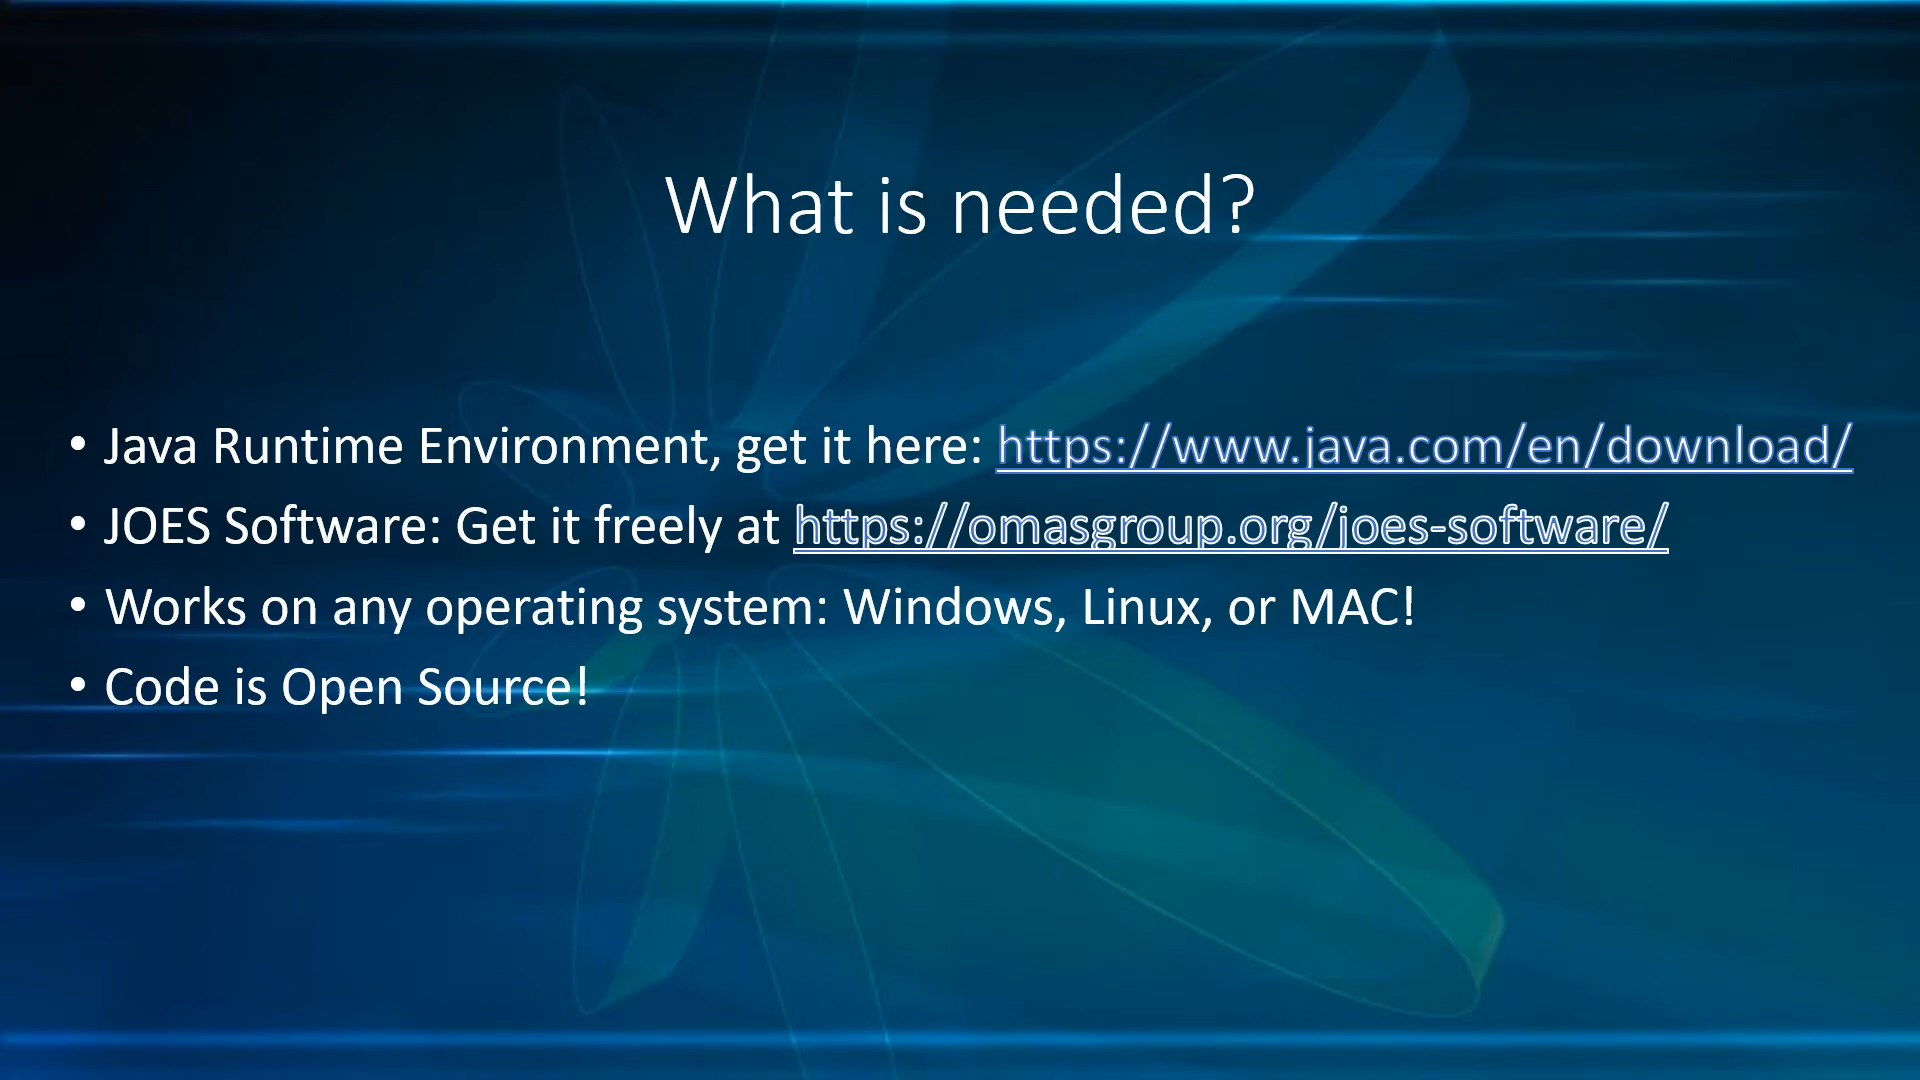 What is needed?
• Java Runtime Environment, get it here: https://www.java.com/en/download/
• JOES Software: Get it freely at https://omasgroup.org/joes-software/
• Works on any operating system: Windows, Linux, or MAC!
• Code is Open Source!